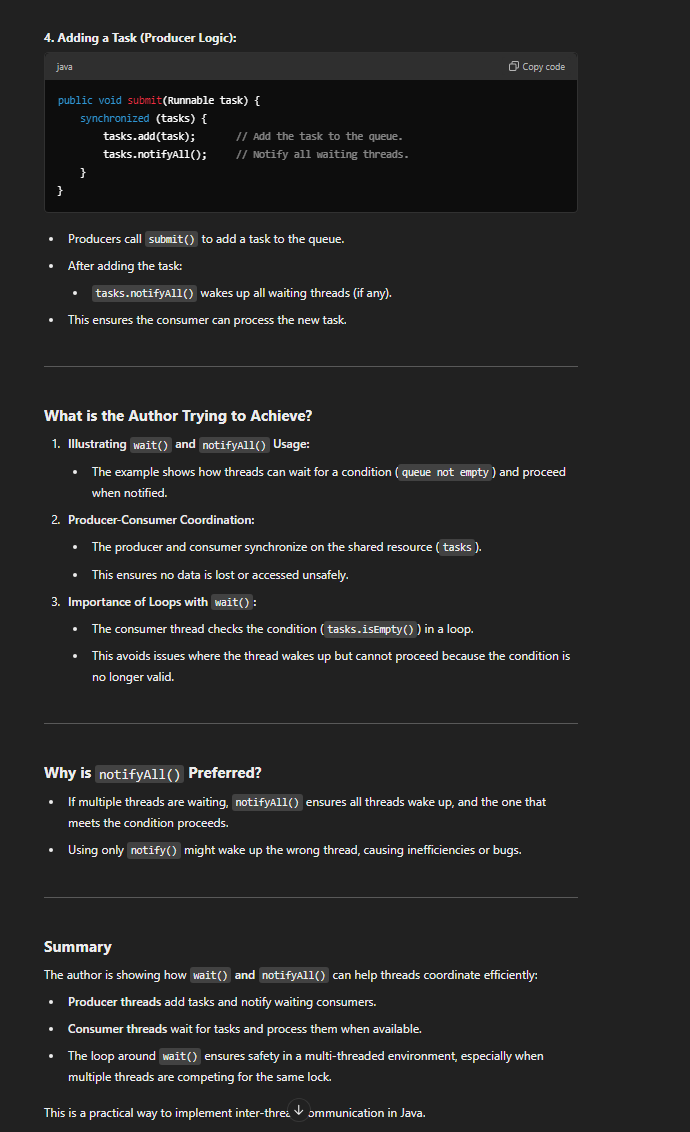 4. Adding a Task (Producer Logic):
java
Copy code
public void submit(Runnable task) {
    synchronized (tasks) {
        tasks.add(task);      // Add the task to the queue.
        tasks.notifyAll();    // Notify all waiting threads.
    }
}
• Producers call submit() to add a task to the queue.
• After adding the task:
• tasks.notifyAll() wakes up all waiting threads (if any).
• This ensures the consumer can process the new task.
What is the Author Trying to Achieve?
1. Illustrating wait() and notifyAll() Usage:
• The example shows how threads can wait for a condition (queue not empty) and proceed
when notified.
2. Producer-Consumer Coordination:
• The producer and consumer synchronize on the shared resource (tasks).
• This ensures no data is lost or accessed unsafely.
3. Importance of Loops with wait():
• The consumer thread checks the condition (tasks.isEmpty()) in a loop.
• This avoids issues where the thread wakes up but cannot proceed because the condition is
no longer valid.
Why is notifyAll() Preferred?
• If multiple threads are waiting, notifyAll() ensures all threads wake up, and the one that
meets the condition proceeds.
• Using only notify() might wake up the wrong thread, causing inefficiencies or bugs.
Summary
The author is showing how wait() and notifyAll() can help threads coordinate efficiently:
• Producer threads add tasks and notify waiting consumers.
• Consumer threads wait for tasks and process them when available.
• The loop around wait() ensures safety in a multi-threaded environment, especially when
multiple threads are competing for the same lock.
This is a practical way to implement inter-threa ommunication in Java.